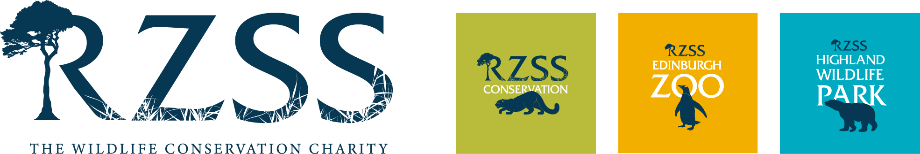 RZSS
THE WILDLIFE CONSERVATION CHARITY
RZSS
CONSERVATION
RZSS
EDINBURGH
ZOO
RZSS
HIGHLAND
WILDLIFE
PARK